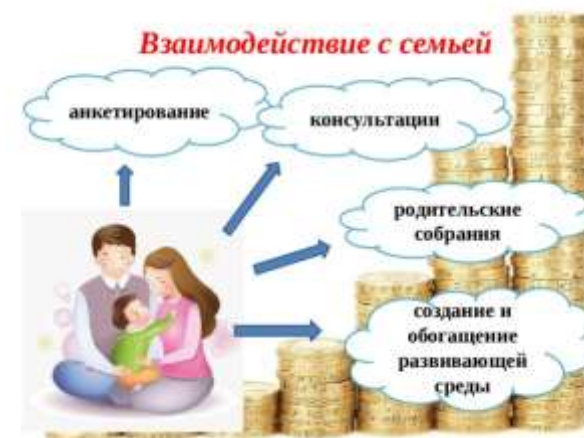 Взаимодействие с семьей
анкетирование
консультации
родительские
собрания
создание и
обогащение
развивающей
среды